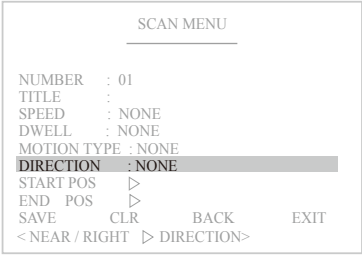 SCAN MENU
NUMBER : 01
TITLE :
SPEED : NONE
DWELL : NONE
MOTION TYPE : NONE
DIRECTION : NONE
START POS ▷
END POS ▷
SAVE CLR BACK EXIT
< NEAR / RIGHT ▷ DIRECTION>